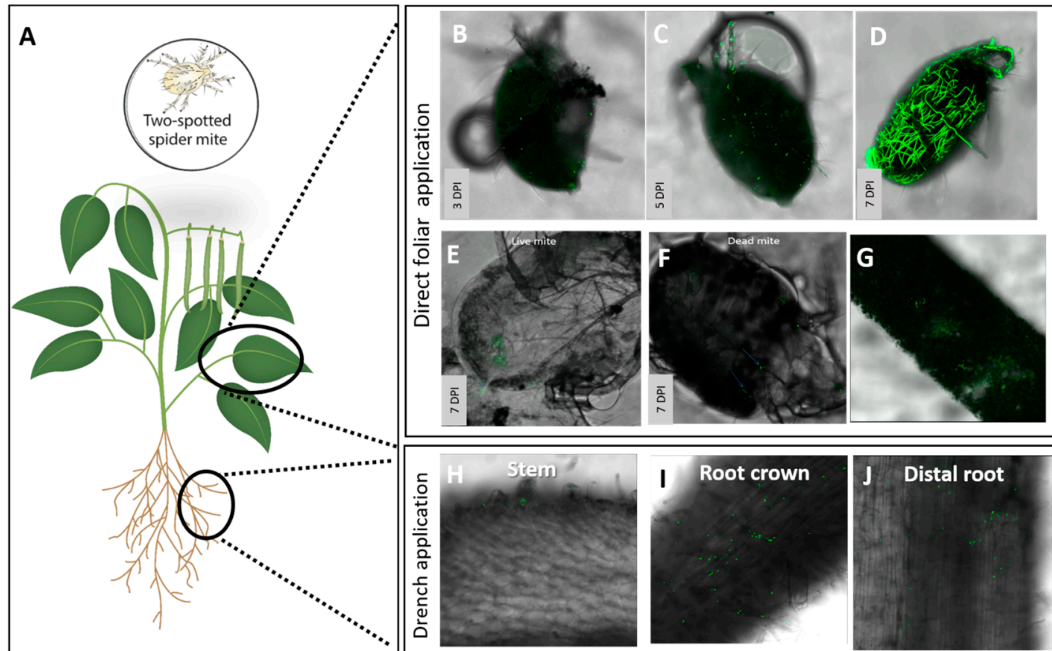 A
Two-spotted
spider mite
Direct foliar application
B
3 DPI
C
5 DPI
D
7 DPI
E
Live mite
7 DPI
F
Dead mite
7 DPI
G
Drench application
H
Stem
I
Root crown
J
Distal root